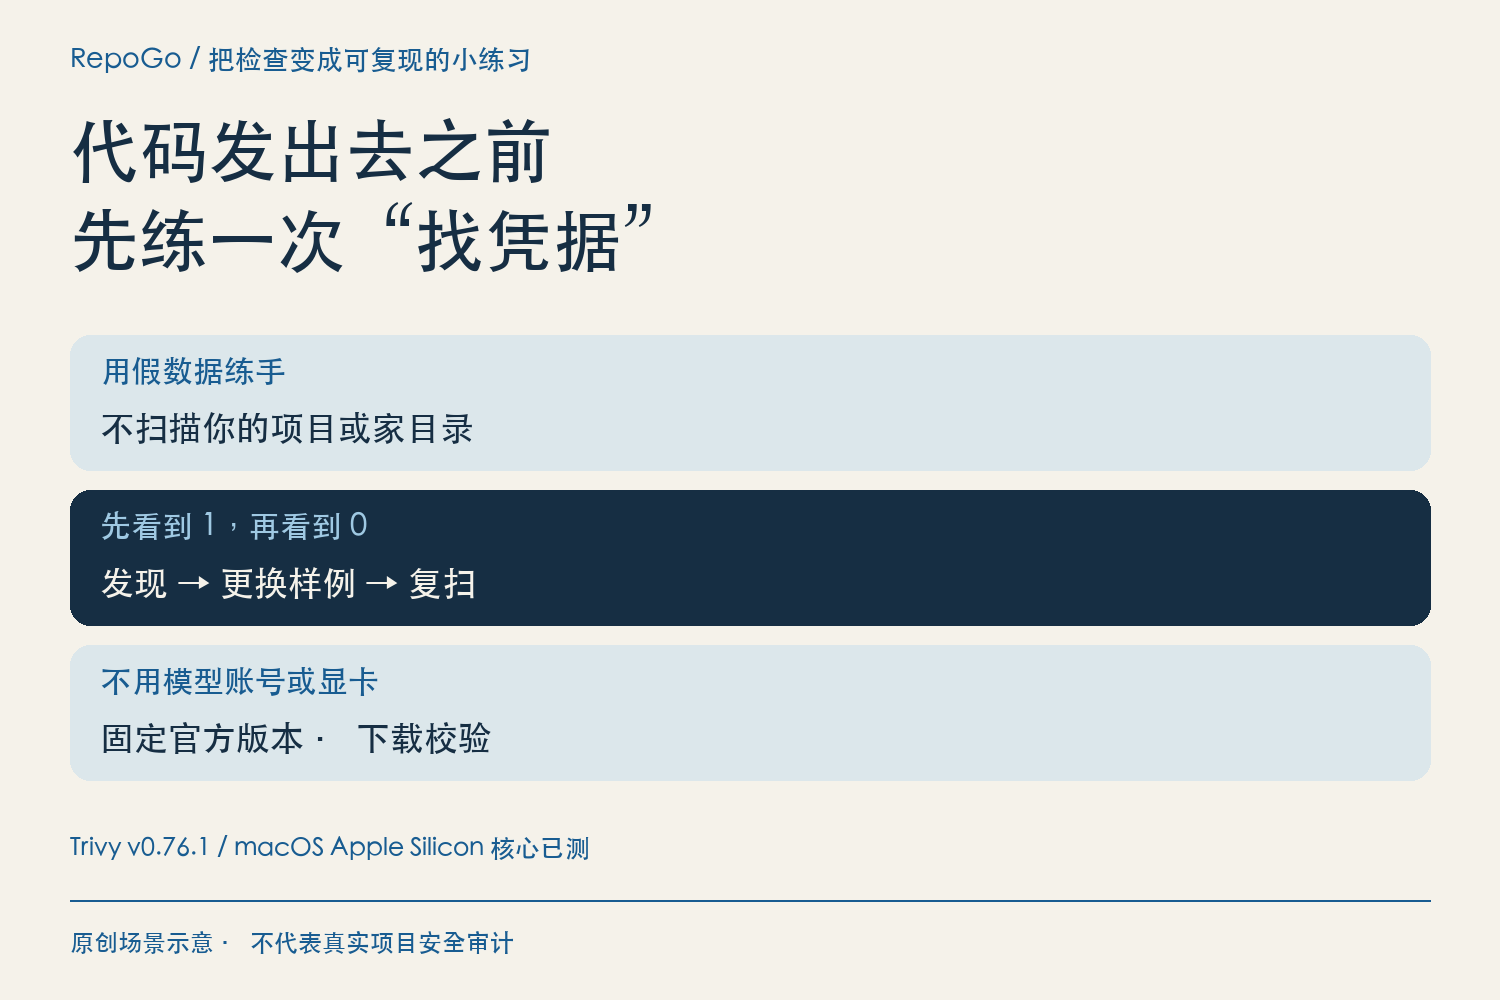 RepoGo / 把检查变成可复现的小练习
代码发出去之前
先练一次“找凭据”
用假数据练手
不扫描你的项目或家目录
先看到 1，再看到 0
发现 → 更换样例 → 复扫
不用模型账号或显卡
固定官方版本 · 下载校验
Trivy v0.76.1 / macOS Apple Silicon 核心已测
原创场景示意 · 不代表真实项目安全审计